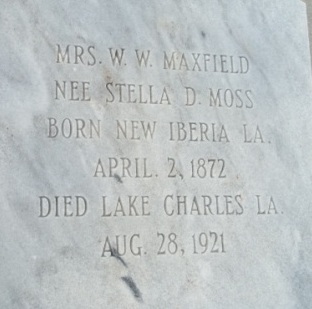 MRS. W. W. MAXFIELD
NEE STELLA D. MOSS
BORN NEW IBERIA LA.
APRIL. 2, 1872
DIED LAKE CHARLES LA.
AUG. 28, 1921